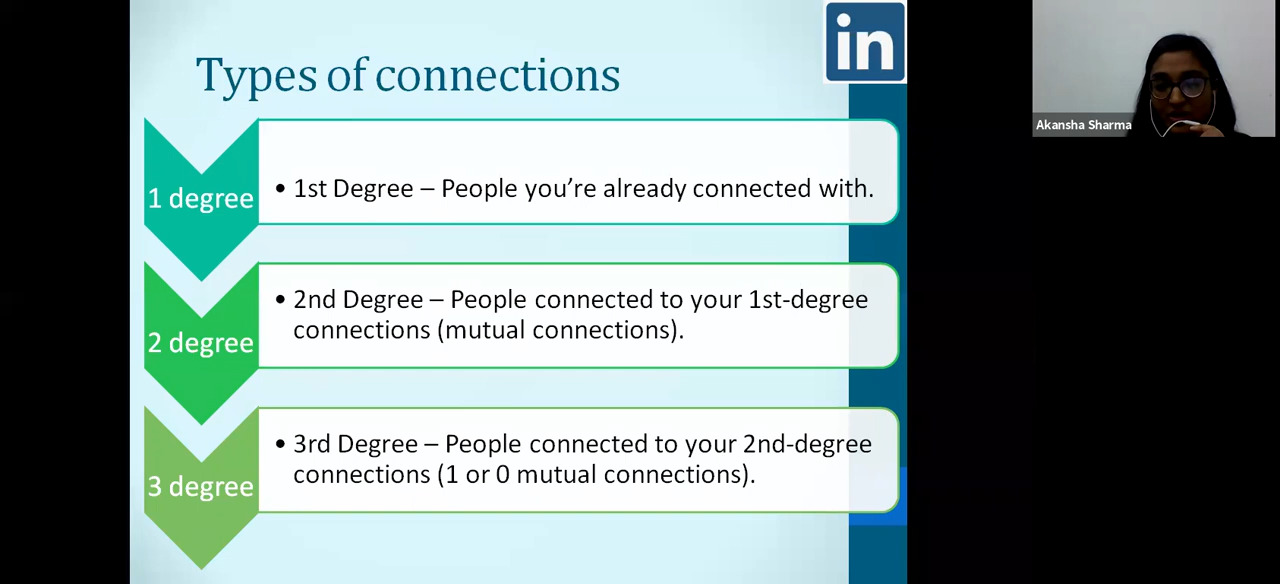 in
Types of connections
Akansha Sharma
1 degree
• 1st Degree – People you’re already connected with.
2 degree
• 2nd Degree – People connected to your 1st-degree
connections (mutual connections).
3 degree
• 3rd Degree – People connected to your 2nd-degree
connections (1 or 0 mutual connections).